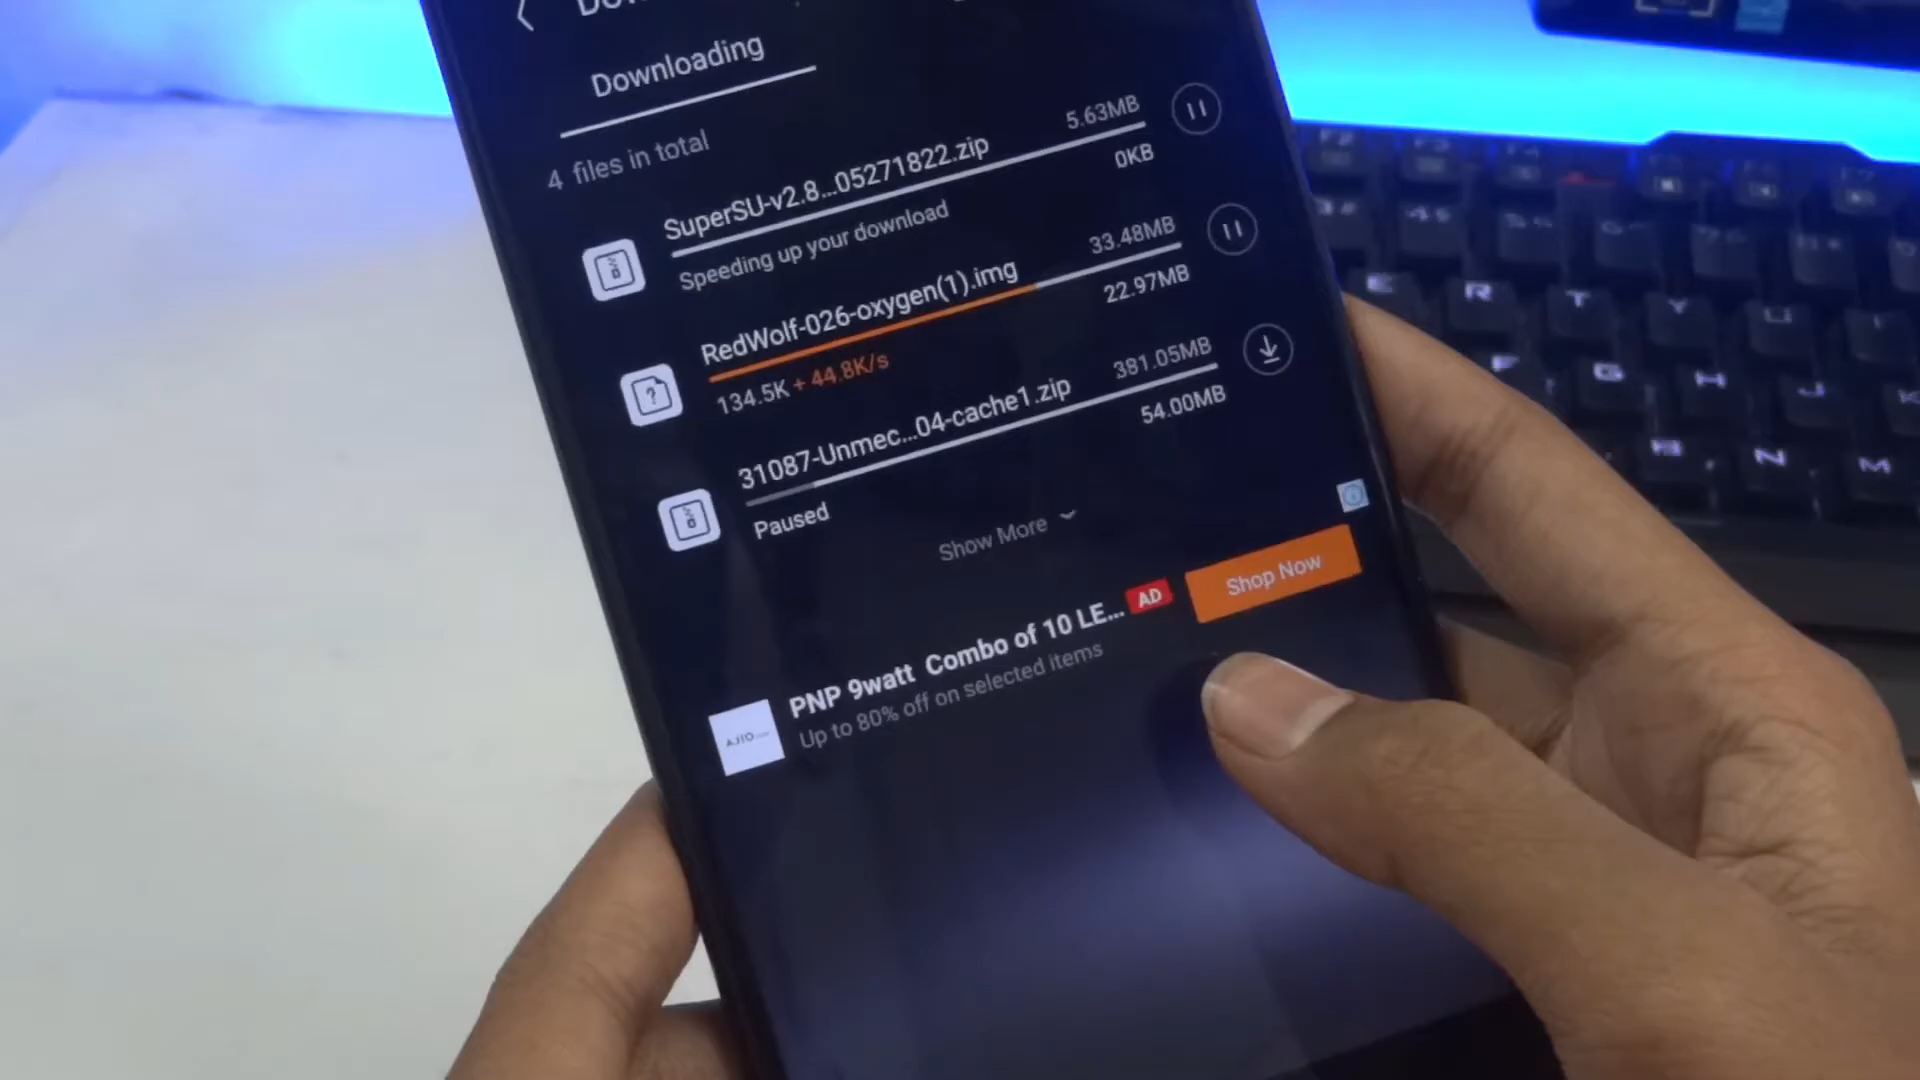 Downloading
4 files in total
SuperSU-v2.8...05271822.zip
5.63MB
0KB
Speeding up your download
RedWolf-026-oxygen(1).img
33.48MB
22.97MB
134.5K + 44.8K/s
31087-Unmec...04-cache1.zip
381.05MB
54.00MB
Paused
Show More
PNP 9watt Combo of 10 LE...
AD
Shop Now
Up to 80% off on selected items
AJIO
E R T Y U I
F G H J K
B N M